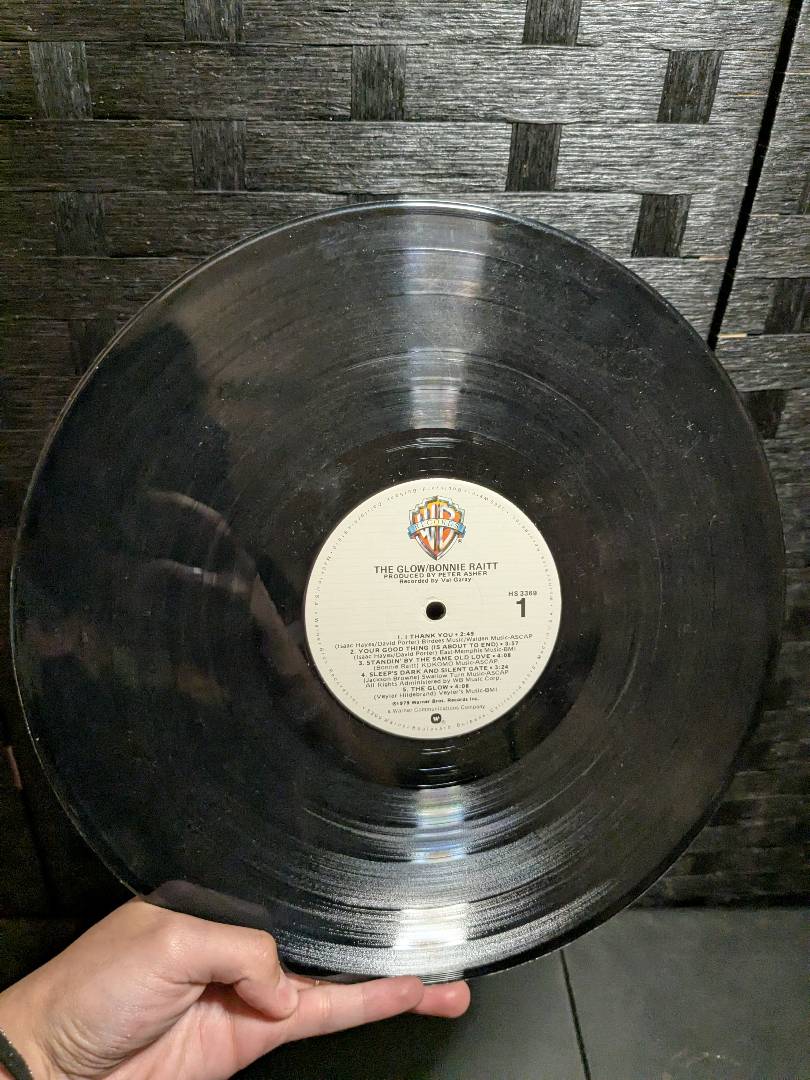 WB
RECORDS
THE GLOW/BONNIE RAITT
PRODUCED BY PETER ASHER
Recorded by Val Garay
HS 3369
1
1. I THANK YOU • 2:45
(Isaac Hayes/David Porter) Birdees Music/Walden Music-ASCAP
2. YOUR GOOD THING (IS ABOUT TO END) • 3:57
(Isaac Hayes/David Porter) East-Memphis Music-BMI
3. STANDIN' BY THE SAME OLD LOVE • 4:08
(Bonnie Raitt) KOKOMO Music-ASCAP
4. SLEEP'S DARK AND SILENT GATE • 3:24
(Jackson Browne) Swallow Turn Music-ASCAP
All Rights Administered by WB Music Corp.
5. THE GLOW • 4:08
(Veyler Hildebrand) Veyler's Music-BMI
©1979 Warner Bros. Records Inc.
a Warner Communications Company